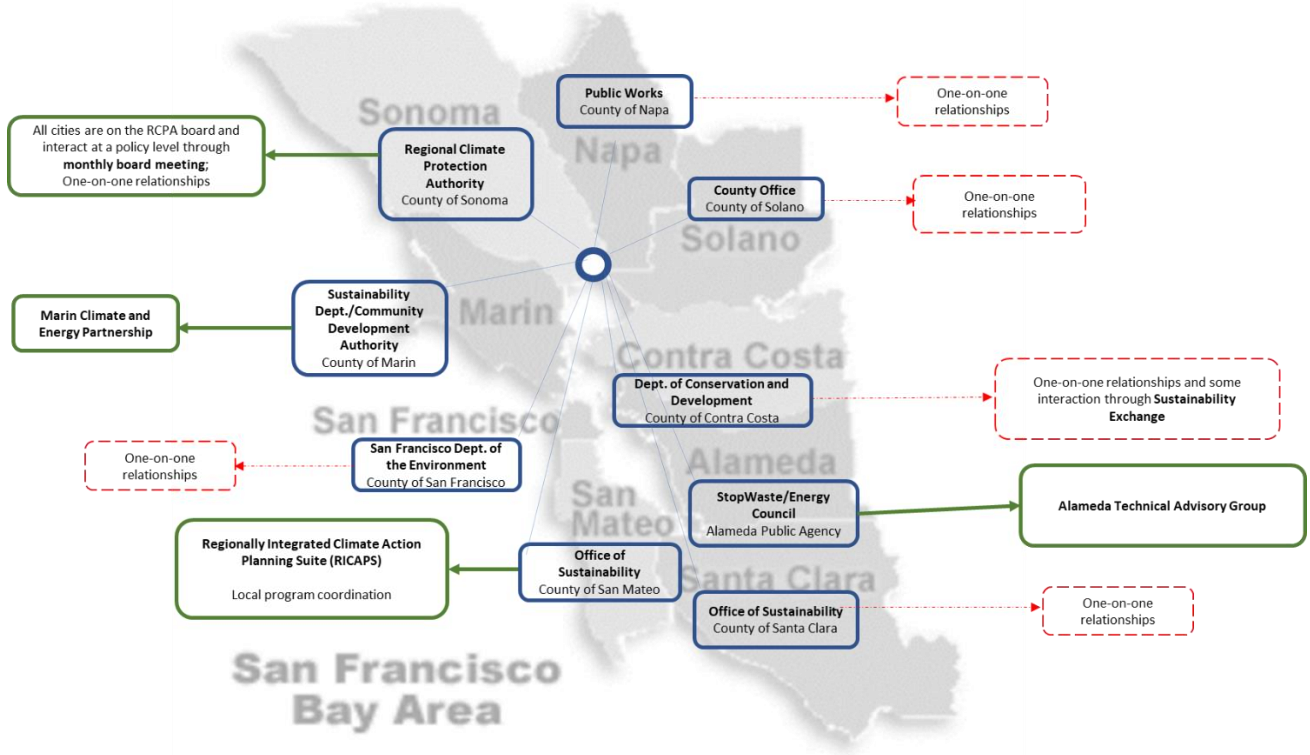 Sonoma
Napa
Solano
Marin
Contra Costa
San Francisco
Alameda
San
Mateo
Santa Clara
San Francisco
Bay Area
Public Works
County of Napa
One-on-one
relationships
All cities are on the RCPA board and
interact at a policy level through
monthly board meeting;
One-on-one relationships
Regional Climate
Protection
Authority
County of Sonoma
County Office
County of Solano
One-on-one
relationships
Marin Climate and
Energy Partnership
Sustainability
Dept./Community
Development
Authority
County of Marin
Dept. of Conservation and
Development
County of Contra Costa
One-on-one relationships and some
interaction through Sustainability
Exchange
One-on-one
relationships
San Francisco Dept. of
the Environment
County of San Francisco
StopWaste/Energy
Council
Alameda Public Agency
Alameda Technical Advisory Group
Regionally Integrated Climate Action
Planning Suite (RICAPS)
Local program coordination
Office of
Sustainability
County of San Mateo
Office of Sustainability
County of Santa Clara
One-on-one
relationships